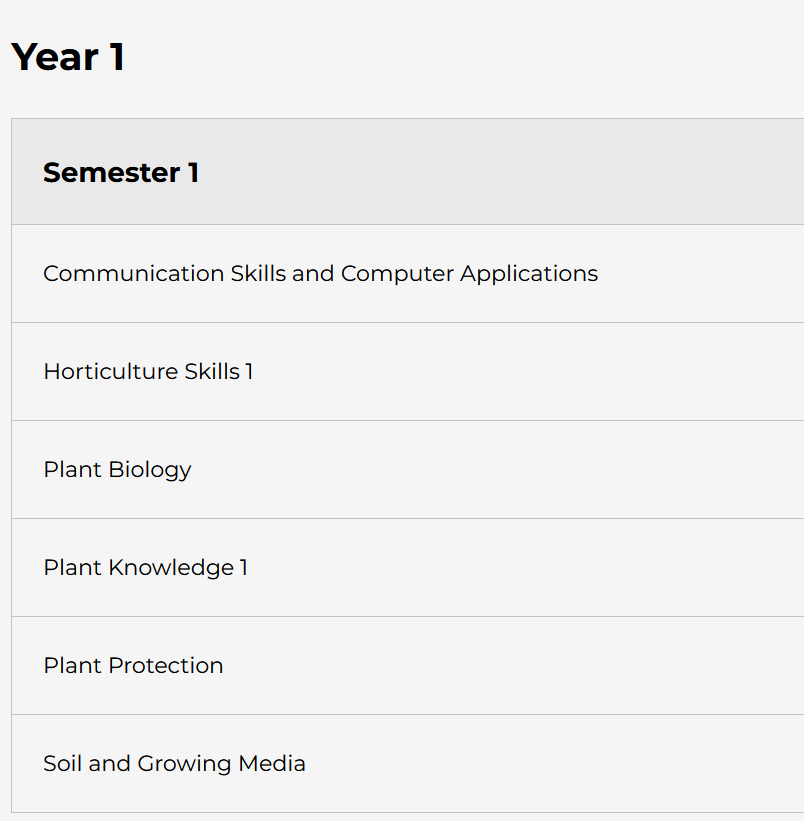 Year 1
Semester 1
Communication Skills and Computer Applications
Horticulture Skills 1
Plant Biology
Plant Knowledge 1
Plant Protection
Soil and Growing Media